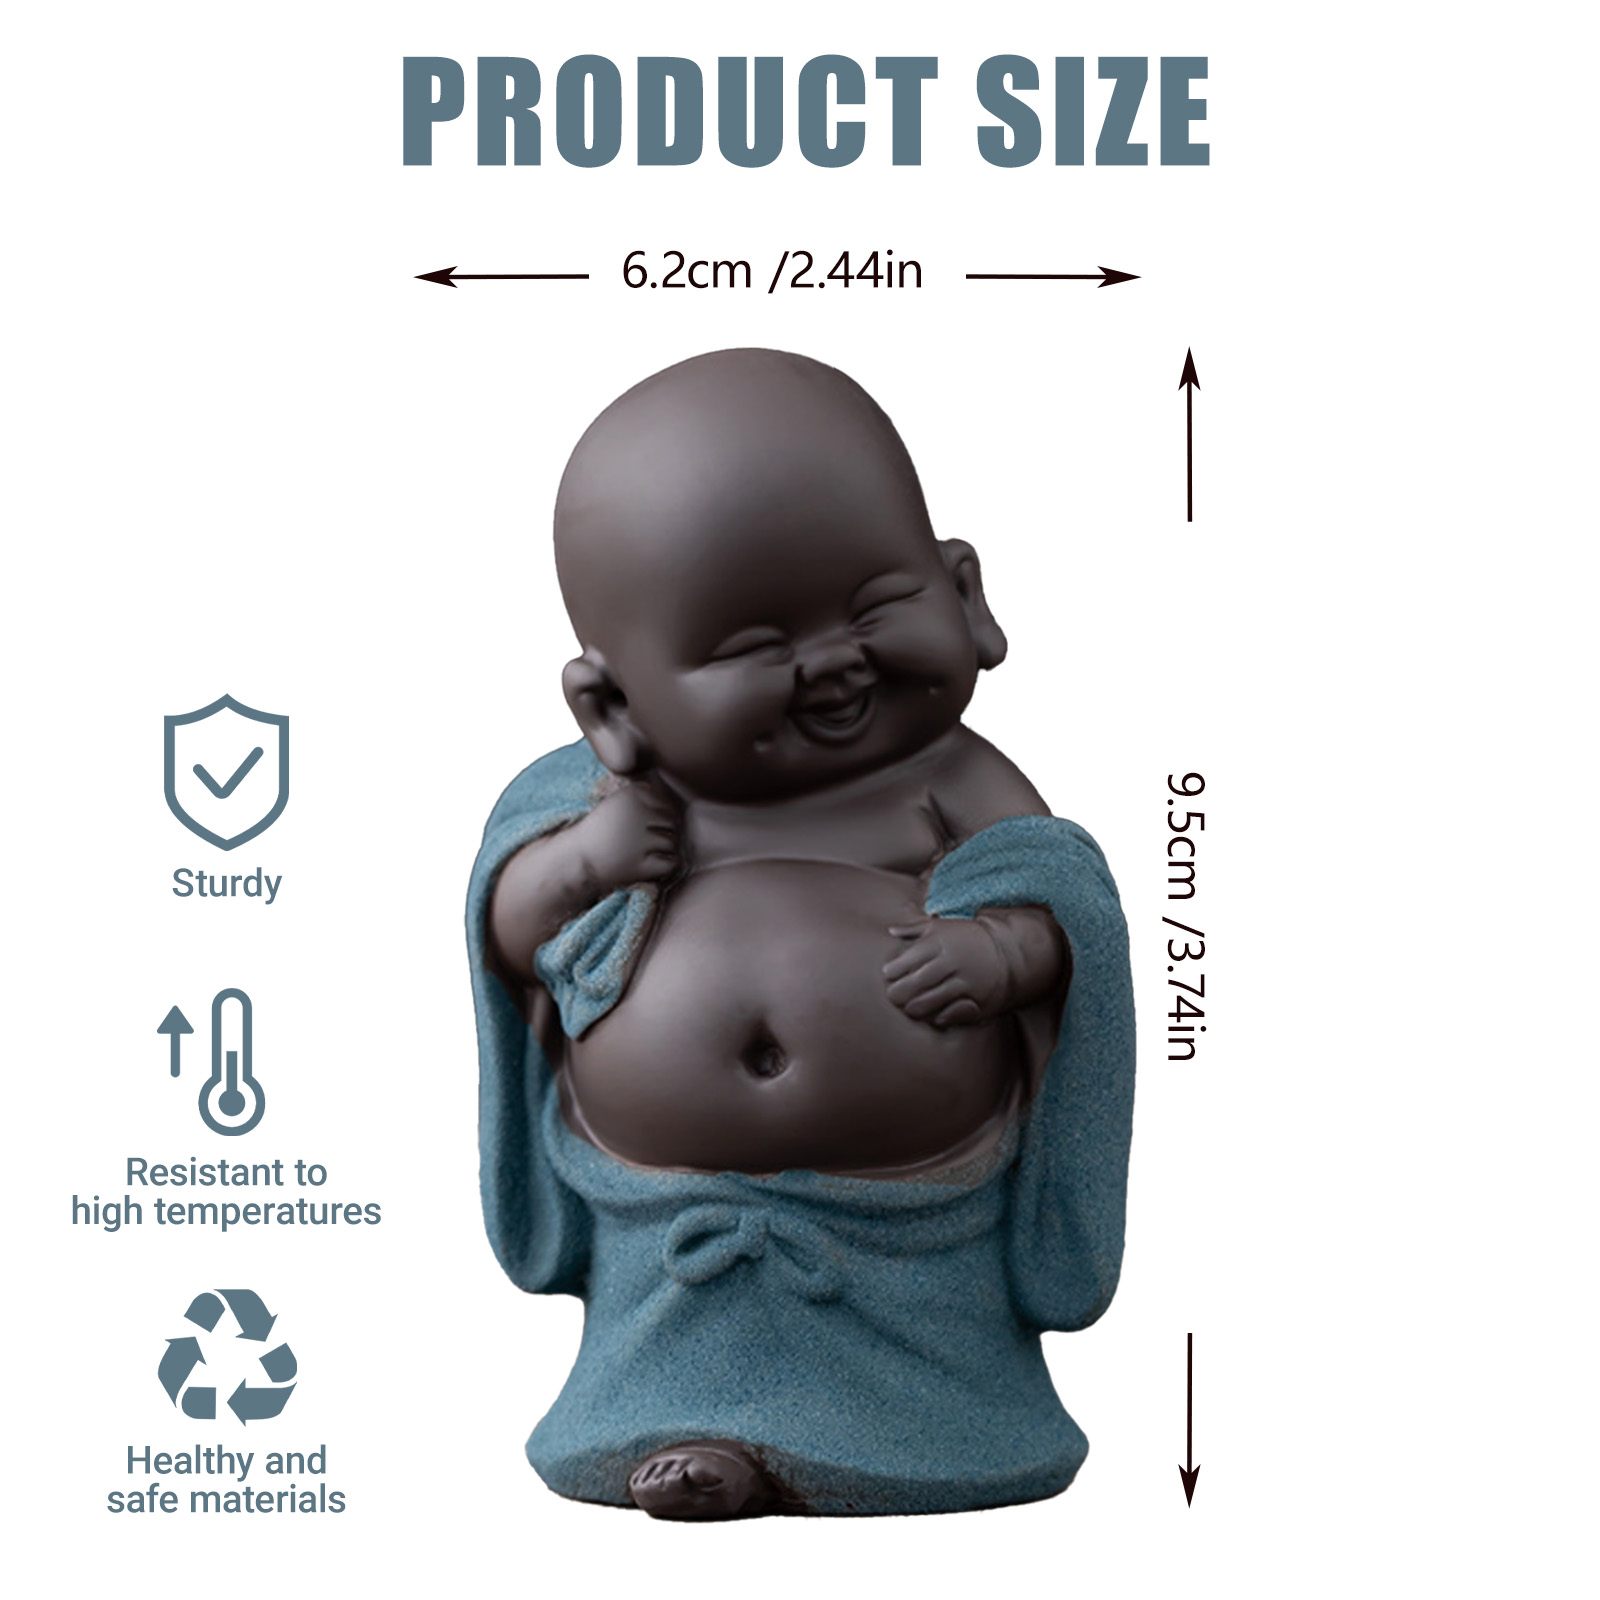 PRODUCT SIZE
6.2cm /2.44in
9.5cm /3.74in
Sturdy
Resistant to
high temperatures
Healthy and
safe materials